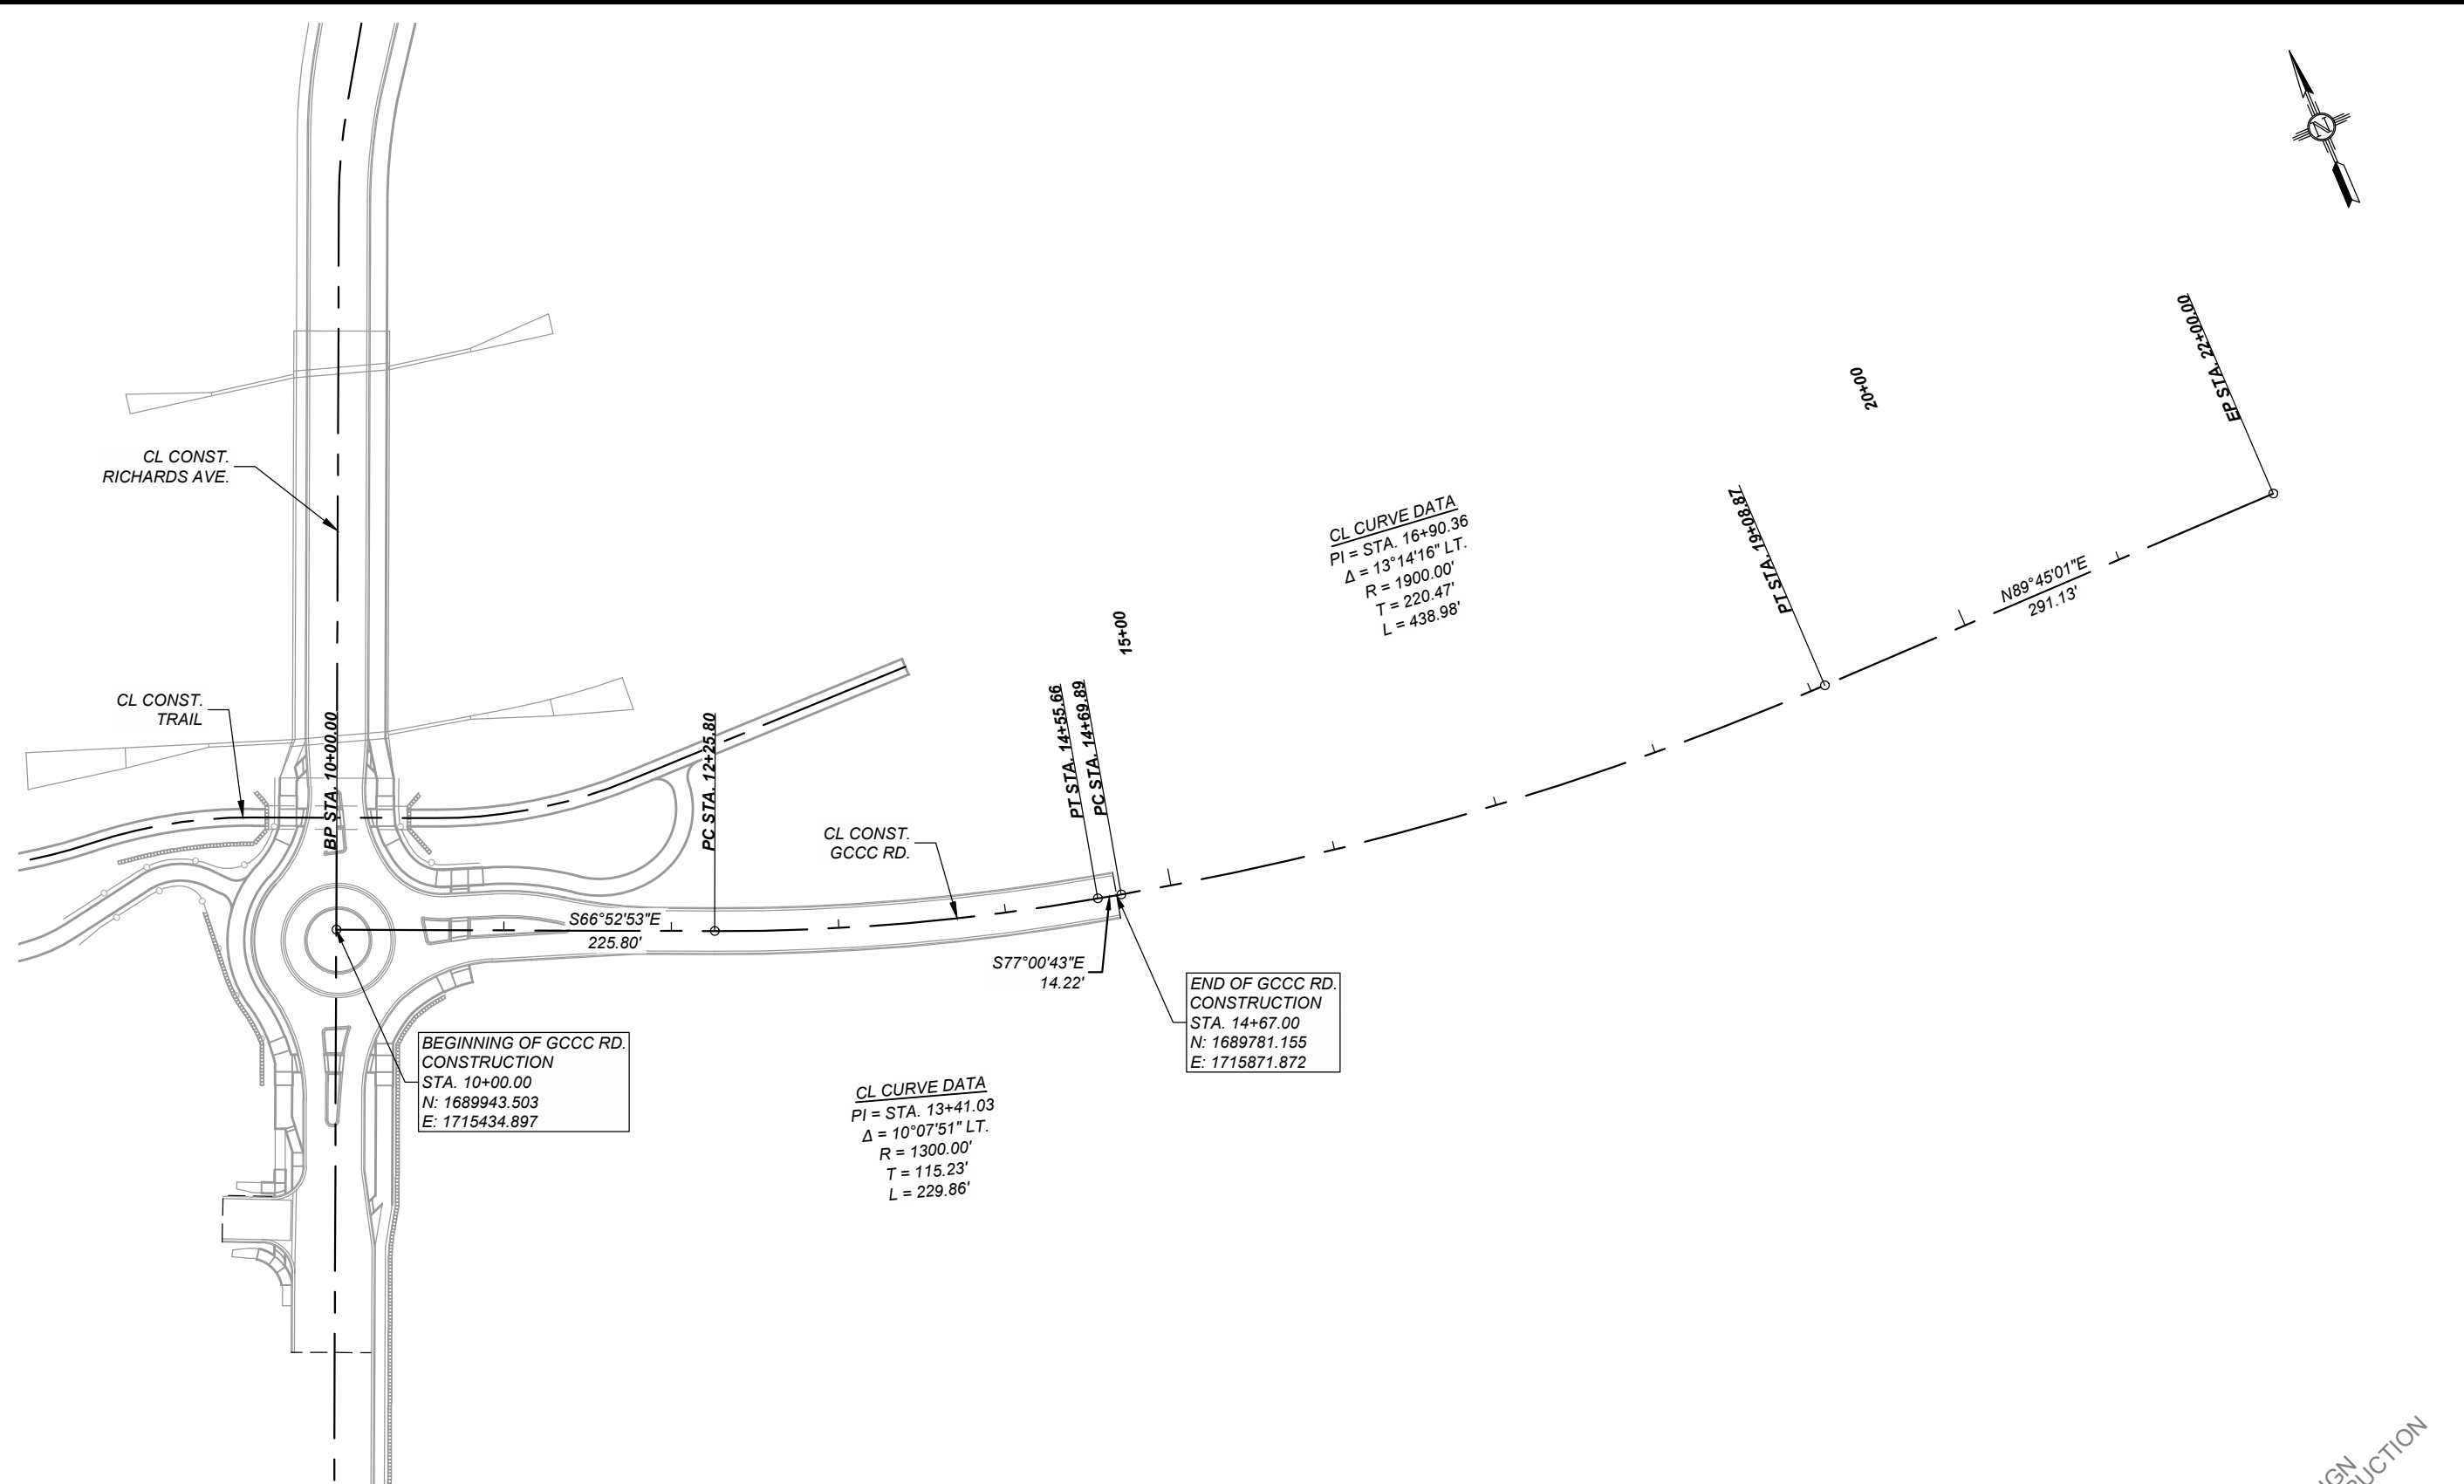 N
EP STA. 22+00.00
20+00
CL CONST.
RICHARDS AVE.
CL CURVE DATA
PI = STA. 16+90.36
Δ = 13°14'16" LT.
R = 1900.00'
T = 220.47'
L = 438.98'
PT STA. 19+08.87
N89°45'01"E
291.13'
15+00
CL CONST.
TRAIL
BP STA. 10+00.00
PC STA. 12+25.80
PT STA. 14+55.66
PC STA. 14+69.89
CL CONST.
GCCC RD.
S66°52'53"E
225.80'
S77°00'43"E
14.22'
END OF GCCC RD.
CONSTRUCTION
STA. 14+67.00
N: 1689781.155
E: 1715871.872
BEGINNING OF GCCC RD.
CONSTRUCTION
STA. 10+00.00
N: 1689943.503
E: 1715434.897
CL CURVE DATA
PI = STA. 13+41.03
Δ = 10°07'51" LT.
R = 1300.00'
T = 115.23'
L = 229.86'